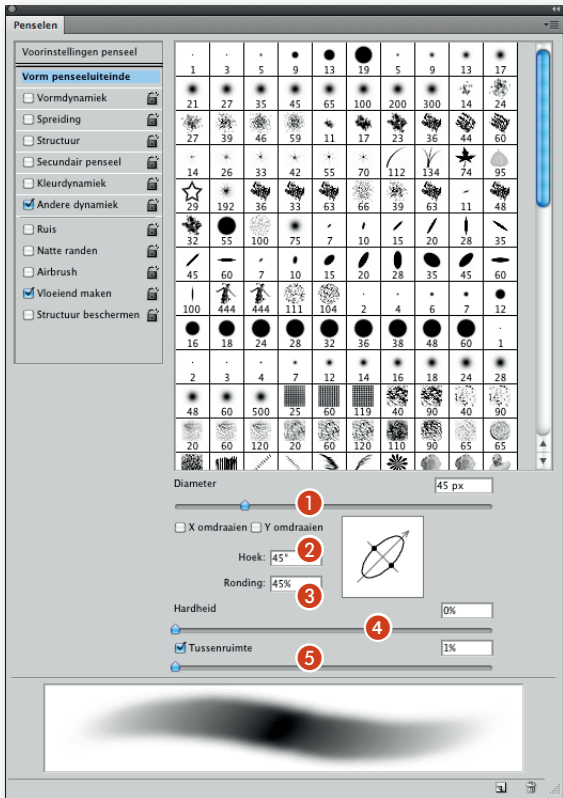 Penselen
Voorinstellingen penseel
Vorm penseeluiteinde
Vormdynamiek
Spreiding
Structuur
Secundair penseel
Kleurdynamiek
Andere dynamiek
Ruis
Natte randen
Airbrush
Vloeiend maken
Structuur beschermen
1 3 5 9 13 19 5 9 13 17
21 27 35 45 65 100 200 300 14 24
27 39 46 59 11 17 23 36 44 60
14 26 33 42 55 70 112 134 74 95
29 192 36 33 63 66 39 63 11 48
32 55 100 75 7 10 15 20 28 35
45 60 7 10 15 20 28 35 45 60
100 444 444 111 104 2 4 6 7 12
16 18 24 28 32 36 38 48 60 1
2 3 4 7 12 14 16 18 24 28
48 60 500 25 60 119 40 90 40 90
20 60 120 20 60 120 110 90 65 65
Diameter 45 px
1
X omdraaien Y omdraaien
2
Hoek: 45°
Ronding: 45%
3
Hardheid 0%
4
Tussenruimte 1%
5